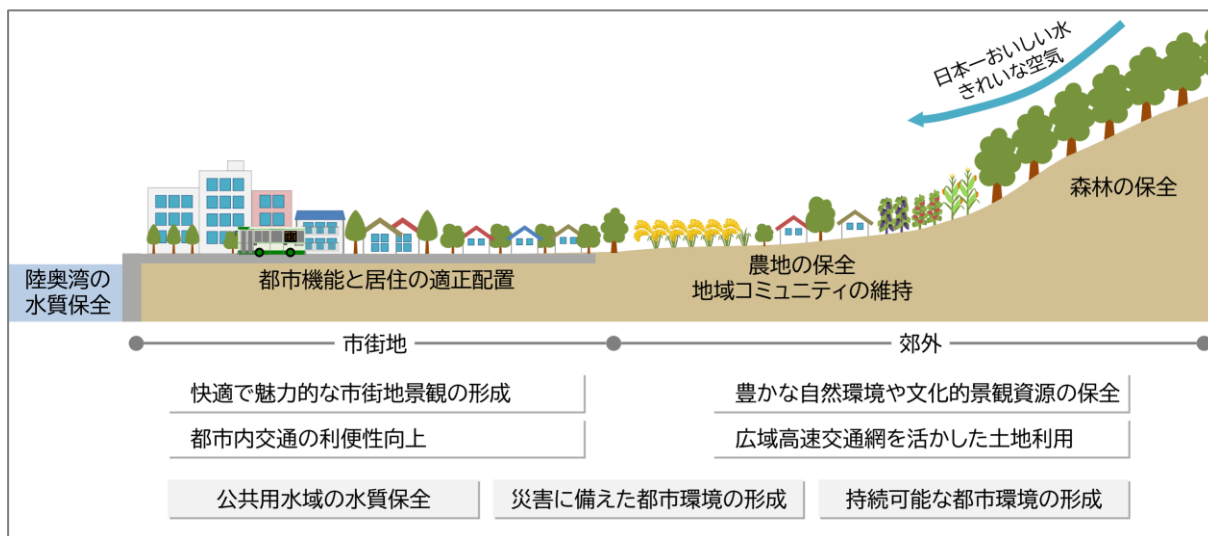 日本一おいしい水
きれいな空気
森林の保全
陸奥湾の
水質保全
都市機能と居住の適正配置
農地の保全
地域コミュニティの維持
市街地
郊外
快適で魅力的な市街地景観の形成
豊かな自然環境や文化的景観資源の保全
都市内交通の利便性向上
広域高速交通網を活かした土地利用
公共用水域の水質保全
災害に備えた都市環境の形成
持続可能な都市環境の形成